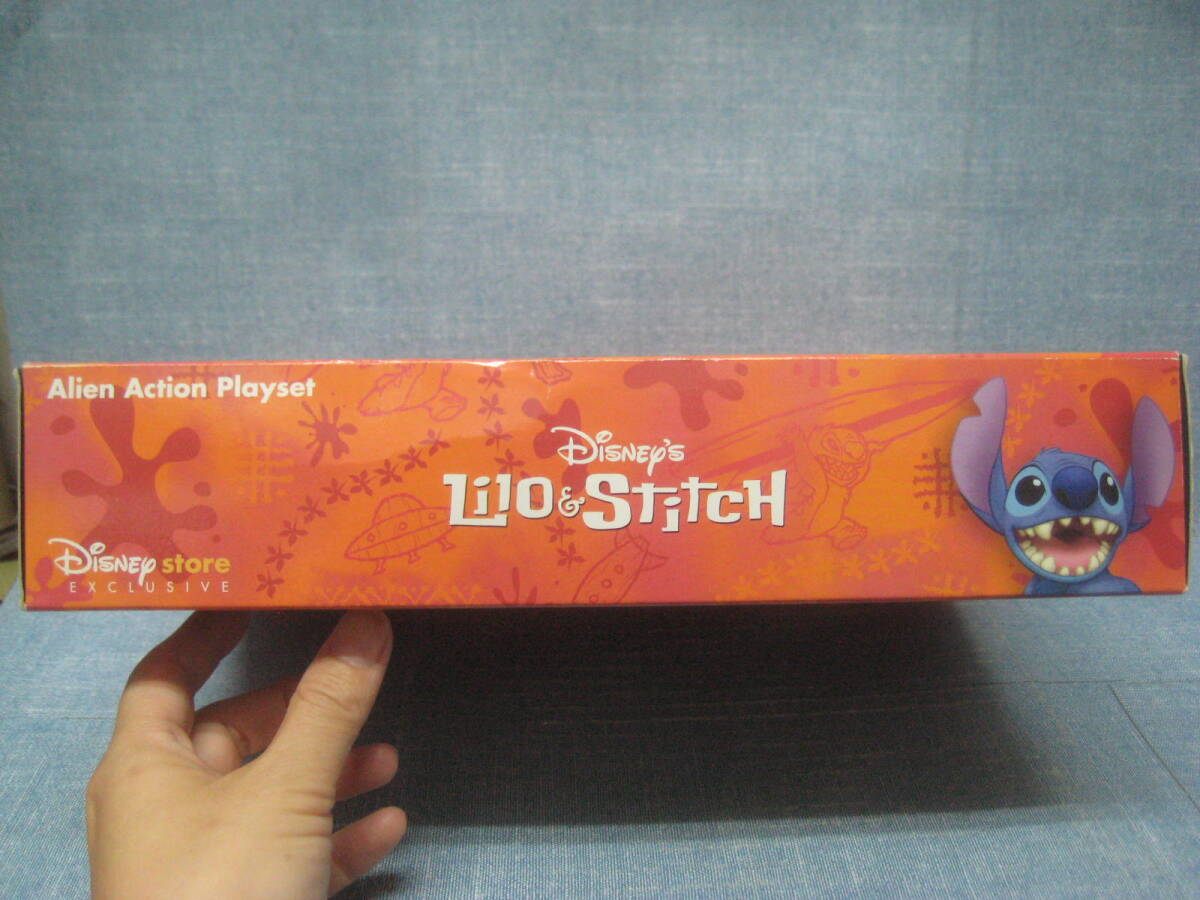 Alien Action Playset
Disney's
Lilo & Stitch
Disney store
EXCLUSIVE